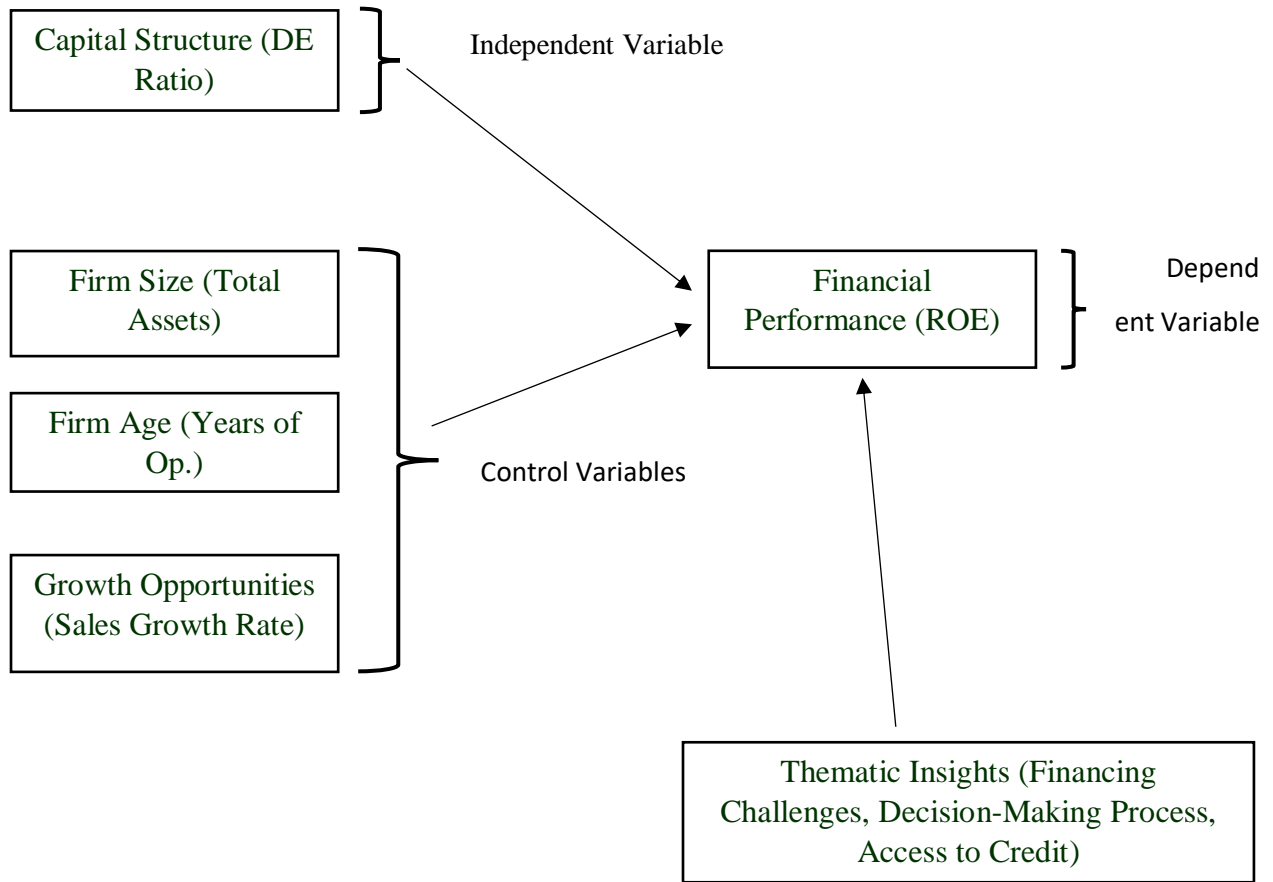 Capital Structure (DE
Ratio)
Independent Variable
Firm Size (Total
Assets)
Firm Age (Years of
Op.)
Growth Opportunities
(Sales Growth Rate)
Control Variables
Financial
Performance (ROE)
Depend
ent Variable
Thematic Insights (Financing
Challenges, Decision-Making Process,
Access to Credit)